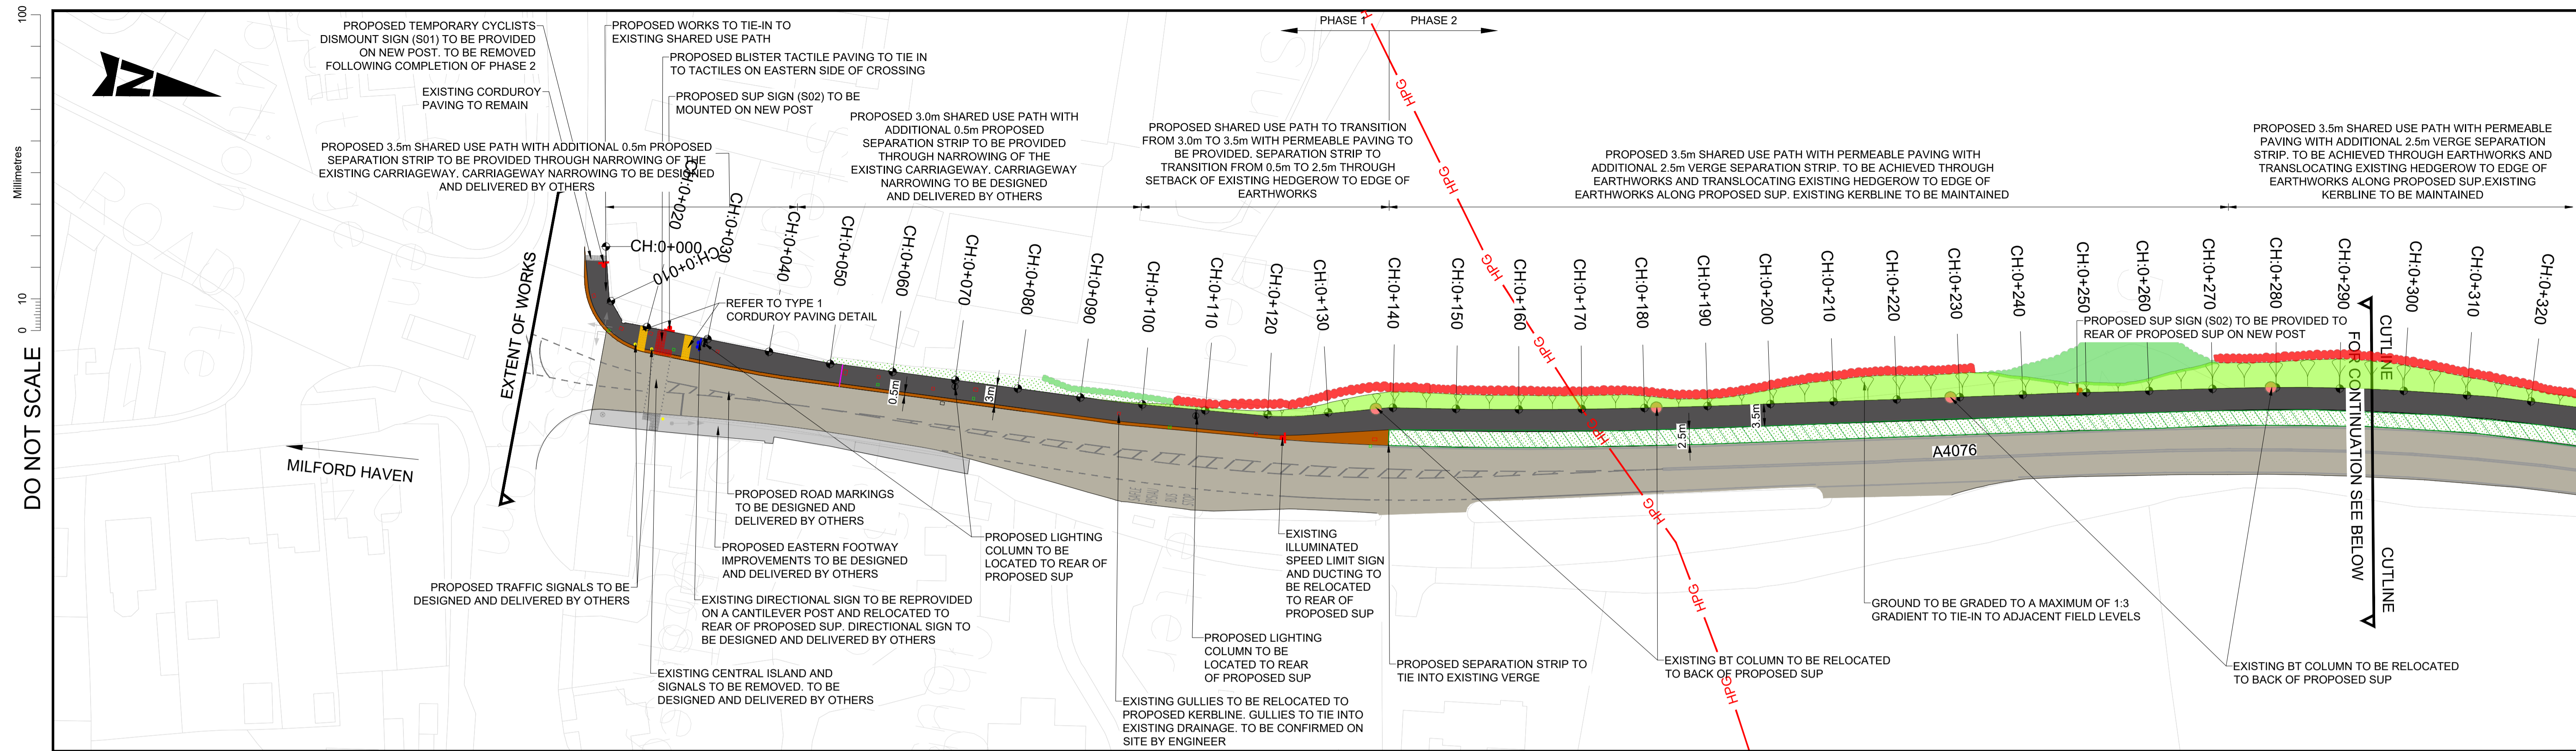 100
10
0
Millimetres
DO NOT SCALE
N
PROPOSED TEMPORARY CYCLISTS
DISMOUNT SIGN (S01) TO BE PROVIDED
ON NEW POST. TO BE REMOVED
FOLLOWING COMPLETION OF PHASE 2
EXISTING CORDUROY
PAVING TO REMAIN
PROPOSED 3.5m SHARED USE PATH WITH ADDITIONAL 0.5m PROPOSED
SEPARATION STRIP TO BE PROVIDED THROUGH NARROWING OF THE
EXISTING CARRIAGEWAY. CARRIAGEWAY NARROWING TO BE DESIGNED
AND DELIVERED BY OTHERS
PROPOSED WORKS TO TIE-IN TO
EXISTING SHARED USE PATH
PROPOSED BLISTER TACTILE PAVING TO TIE IN
TO TACTILES ON EASTERN SIDE OF CROSSING
PROPOSED SUP SIGN (S02) TO BE
MOUNTED ON NEW POST
PROPOSED 3.0m SHARED USE PATH WITH
ADDITIONAL 0.5m PROPOSED
SEPARATION STRIP TO BE PROVIDED
THROUGH NARROWING OF THE
EXISTING CARRIAGEWAY. CARRIAGEWAY
NARROWING TO BE DESIGNED
AND DELIVERED BY OTHERS
PHASE 1
PHASE 2
PROPOSED SHARED USE PATH TO TRANSITION
FROM 3.0m TO 3.5m WITH PERMEABLE PAVING TO
BE PROVIDED. SEPARATION STRIP TO
TRANSITION FROM 0.5m TO 2.5m THROUGH
SETBACK OF EXISTING HEDGEROW TO EDGE OF
EARTHWORKS
PROPOSED 3.5m SHARED USE PATH WITH PERMEABLE PAVING WITH
ADDITIONAL 2.5m VERGE SEPARATION STRIP. TO BE ACHIEVED THROUGH
EARTHWORKS AND TRANSLOCATING EXISTING HEDGEROW TO EDGE OF
EARTHWORKS ALONG PROPOSED SUP. EXISTING KERBLINE TO BE MAINTAINED
PROPOSED 3.5m SHARED USE PATH WITH PERMEABLE
PAVING WITH ADDITIONAL 2.5m VERGE SEPARATION
STRIP. TO BE ACHIEVED THROUGH EARTHWORKS AND
TRANSLOCATING EXISTING HEDGEROW TO EDGE OF
EARTHWORKS ALONG PROPOSED SUP.EXISTING
KERBLINE TO BE MAINTAINED
HPG
HPG
HPG
HPG
HPG
HPG
HPG
HPG
HPG
CH:0+000
CH:0+010
CH:0+020
CH:0+030
CH:0+040
CH:0+050
CH:0+060
CH:0+070
CH:0+080
CH:0+090
CH:0+100
CH:0+110
CH:0+120
CH:0+130
CH:0+140
CH:0+150
CH:0+160
CH:0+170
CH:0+180
CH:0+190
CH:0+200
CH:0+210
CH:0+220
CH:0+230
CH:0+240
CH:0+250
CH:0+260
CH:0+270
CH:0+280
CH:0+290
CH:0+300
CH:0+310
CH:0+320
EXTENT OF WORKS
MILFORD HAVEN
REFER TO TYPE 1
CORDUROY PAVING DETAIL
PROPOSED SUP SIGN (S02) TO BE PROVIDED TO
REAR OF PROPOSED SUP ON NEW POST
CUTLINE
FOR CONTINUATION SEE BELOW
CUTLINE
0.5m
3m
2.5m
3.5m
A4076
BUS
STOP
PROPOSED ROAD MARKINGS
TO BE DESIGNED AND
DELIVERED BY OTHERS
PROPOSED EASTERN FOOTWAY
IMPROVEMENTS TO BE DESIGNED
AND DELIVERED BY OTHERS
PROPOSED TRAFFIC SIGNALS TO BE
DESIGNED AND DELIVERED BY OTHERS
EXISTING DIRECTIONAL SIGN TO BE REPROVIDED
ON A CANTILEVER POST AND RELOCATED TO
REAR OF PROPOSED SUP. DIRECTIONAL SIGN TO
BE DESIGNED AND DELIVERED BY OTHERS
EXISTING CENTRAL ISLAND AND
SIGNALS TO BE REMOVED. TO BE
DESIGNED AND DELIVERED BY OTHERS
PROPOSED LIGHTING
COLUMN TO BE
LOCATED TO REAR OF
PROPOSED SUP
EXISTING GULLIES TO BE RELOCATED TO
PROPOSED KERBLINE. GULLIES TO TIE INTO
EXISTING DRAINAGE. TO BE CONFIRMED ON
SITE BY ENGINEER
PROPOSED LIGHTING
COLUMN TO BE
LOCATED TO REAR
OF PROPOSED SUP
EXISTING
ILLUMINATED
SPEED LIMIT SIGN
AND DUCTING TO
BE RELOCATED
TO REAR OF
PROPOSED SUP
PROPOSED SEPARATION STRIP TO
TIE INTO EXISTING VERGE
EXISTING BT COLUMN TO BE RELOCATED
TO BACK OF PROPOSED SUP
GROUND TO BE GRADED TO A MAXIMUM OF 1:3
GRADIENT TO TIE-IN TO ADJACENT FIELD LEVELS
EXISTING BT COLUMN TO BE RELOCATED
TO BACK OF PROPOSED SUP